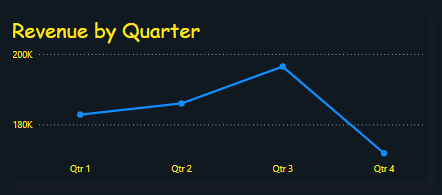 Revenue by Quarter
200K
180K
Qtr 1 Qtr 2 Qtr 3 Qtr 4